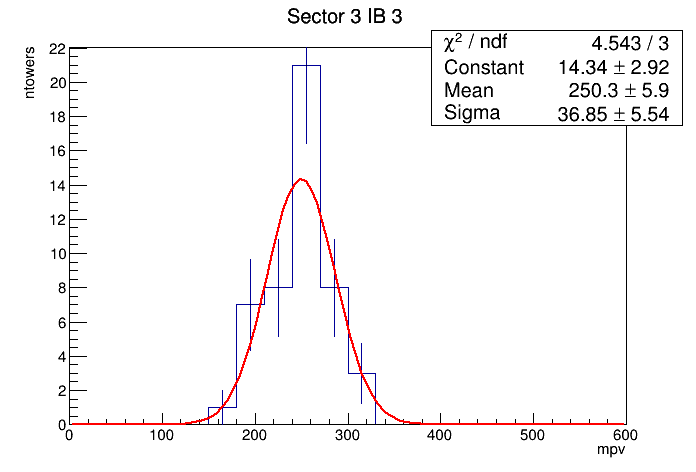 Sector 3 IB 3
χ² / ndf 4.543 / 3
Constant 14.34 ± 2.92
Mean 250.3 ± 5.9
Sigma 36.85 ± 5.54
ntowers
22
20
18
16
14
12
10
8
6
4
2
0
0 100 200 300 400 500 600
mpv